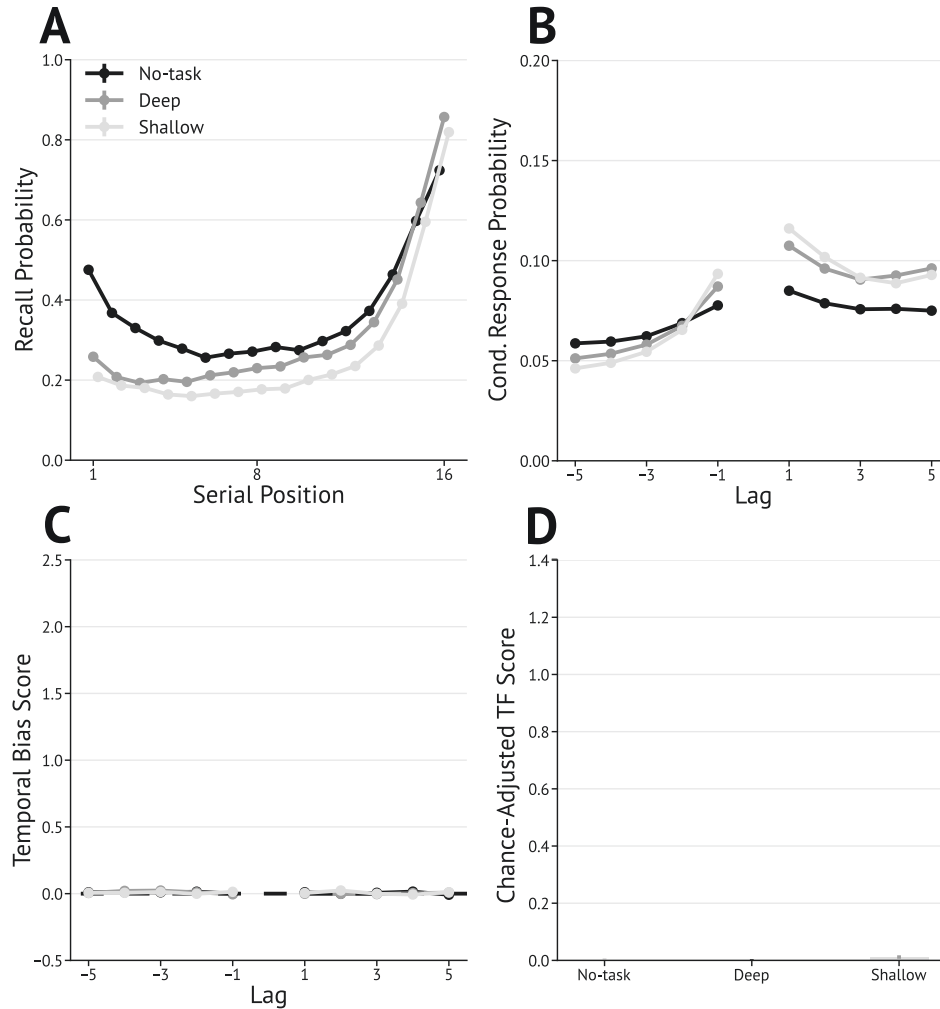 A
Recall Probability
1.0
0.8
0.6
0.4
0.2
0.0
No-task
Deep
Shallow
1 8 16
Serial Position
B
Cond. Response Probability
0.20
0.15
0.10
0.05
0.00
−5 −3 −1 1 3 5
Lag
C
Temporal Bias Score
2.5
2.0
1.5
1.0
0.5
0.0
−0.5
−5 −3 −1 1 3 5
Lag
D
Chance-Adjusted TF Score
1.4
1.2
1.0
0.8
0.6
0.4
0.2
0.0
No-task Deep Shallow